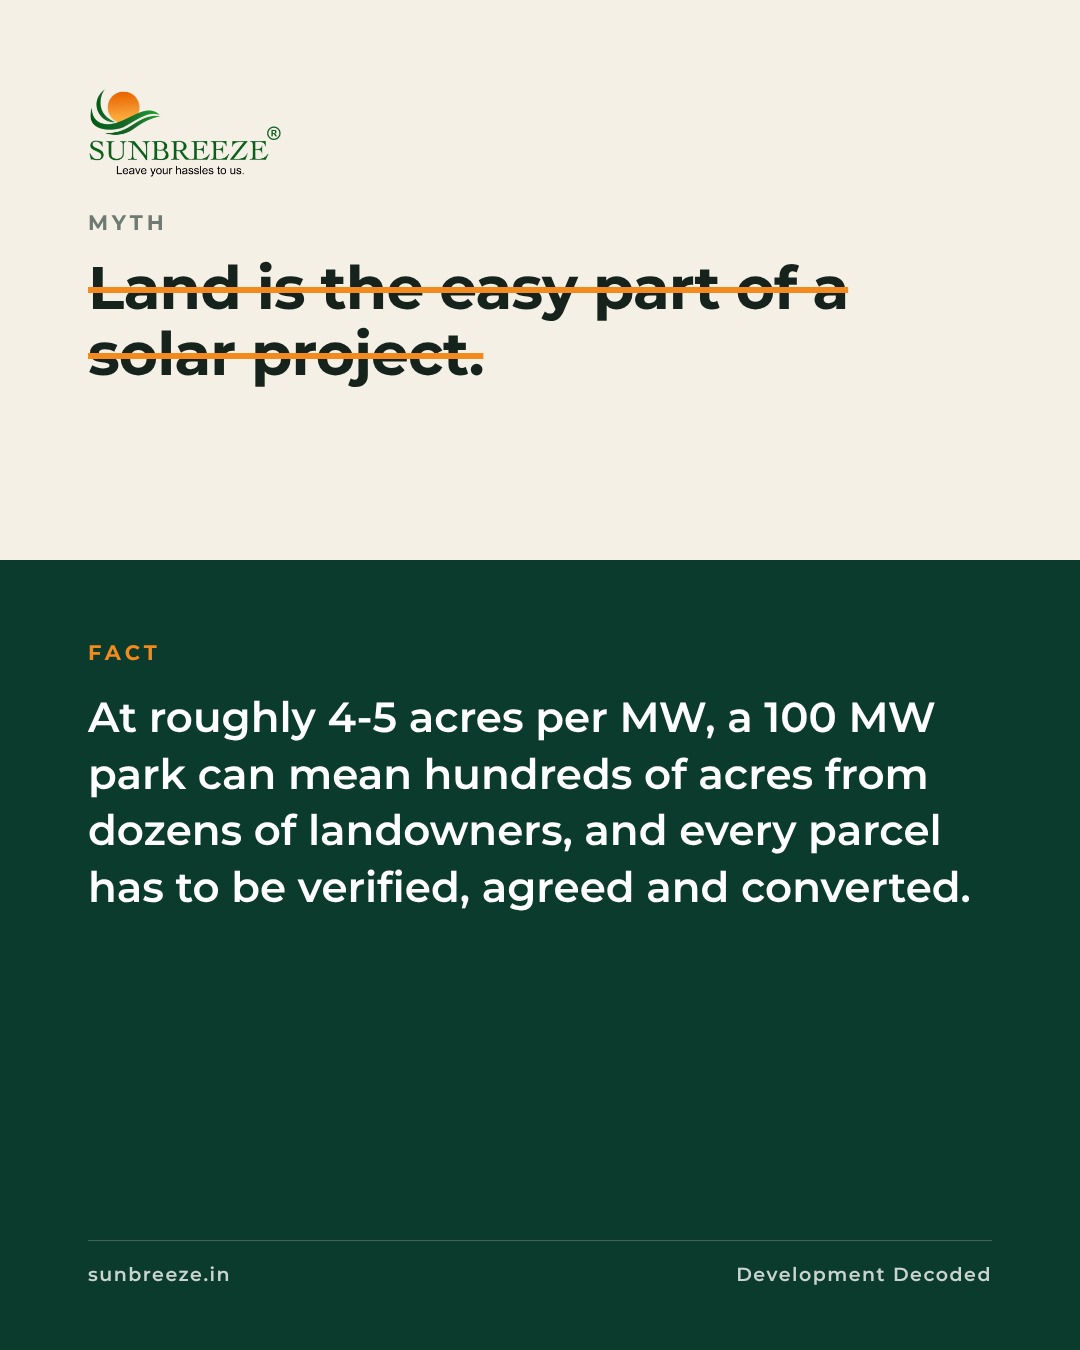 SUNBREEZE®
Leave your hassles to us.
MYTH
Land is the easy part of a
solar project.
FACT
At roughly 4-5 acres per MW, a 100 MW
park can mean hundreds of acres from
dozens of landowners, and every parcel
has to be verified, agreed and converted.
sunbreeze.in
Development Decoded